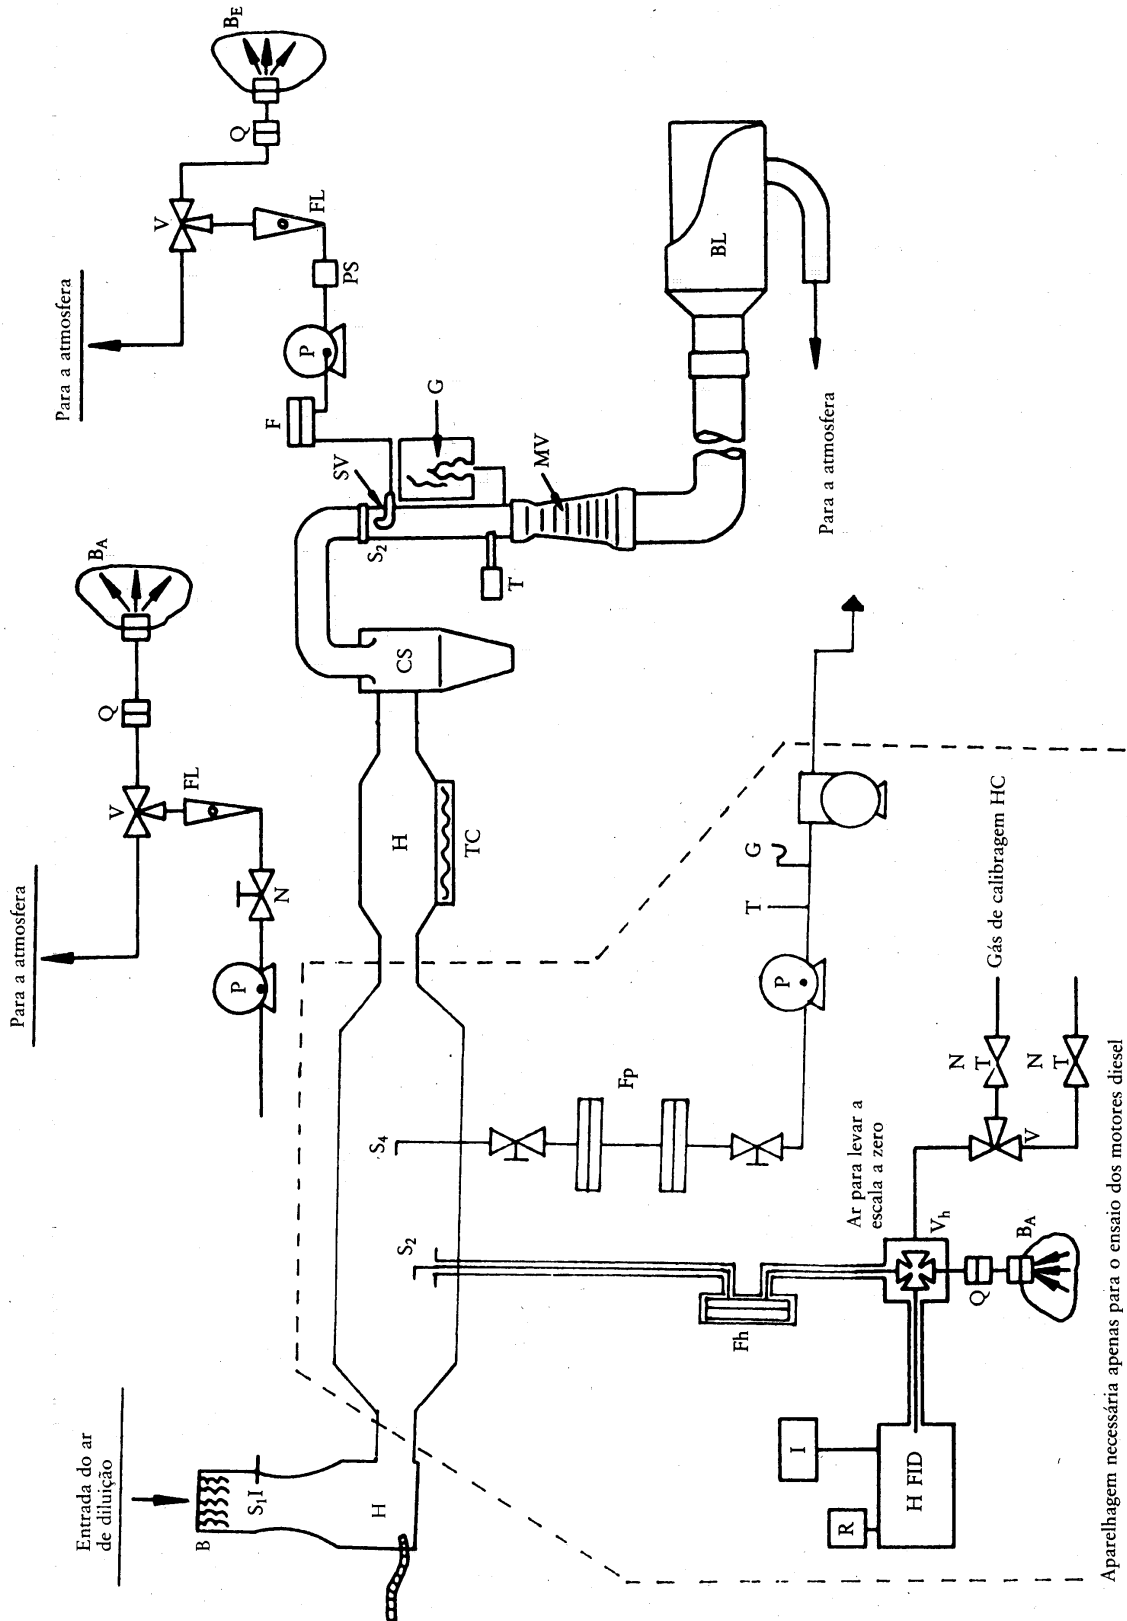 Entrada do ar
de diluição
B
S₁I
H
Para a atmosfera
P
N
FL
V
Q
BA
Para a atmosfera
V
FL
PS
P
F
Q
BE
H
TC
CS
S₂
SV
G
T
MV
BL
Para a atmosfera
S₂
S₄
Fp
P
T
G
Fh
R
I
H FID
Ar para levar a
escala a zero
Vh
Q
BA
V
N
T
N
T
Gás de calibragem HC
Aparelhagem necessária apenas para o ensaio dos motores diesel